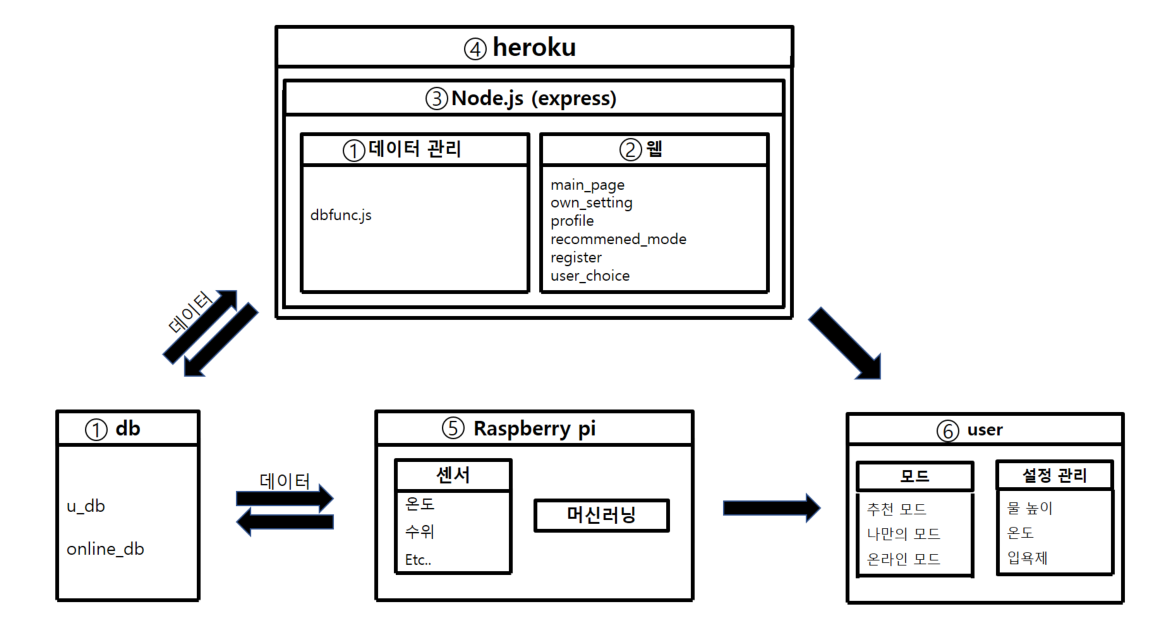 ④ heroku
③ Node.js (express)
① 데이터 관리
dbfunc.js
② 웹
main_page
own_setting
profile
recommened_mode
register
user_choice
데이터
① db
u_db
online_db
데이터
⑤ Raspberry pi
센서
온도
수위
Etc..
머신러닝
⑥ user
모드
추천 모드
나만의 모드
온라인 모드
설정 관리
물 높이
온도
입욕제